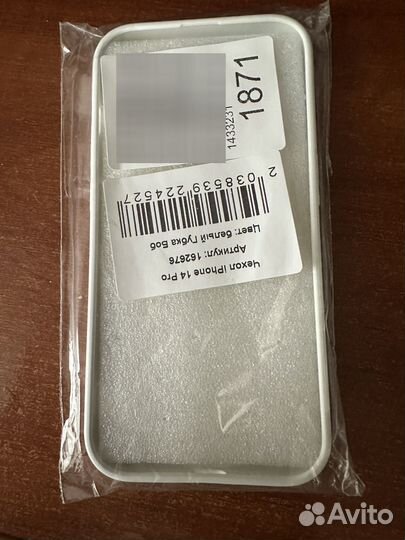 1433231
1871
Чехол iPhone 14 Pro
Артикул: 162676
Цвет: белый Губка Боб
2 038539 224527
Avito